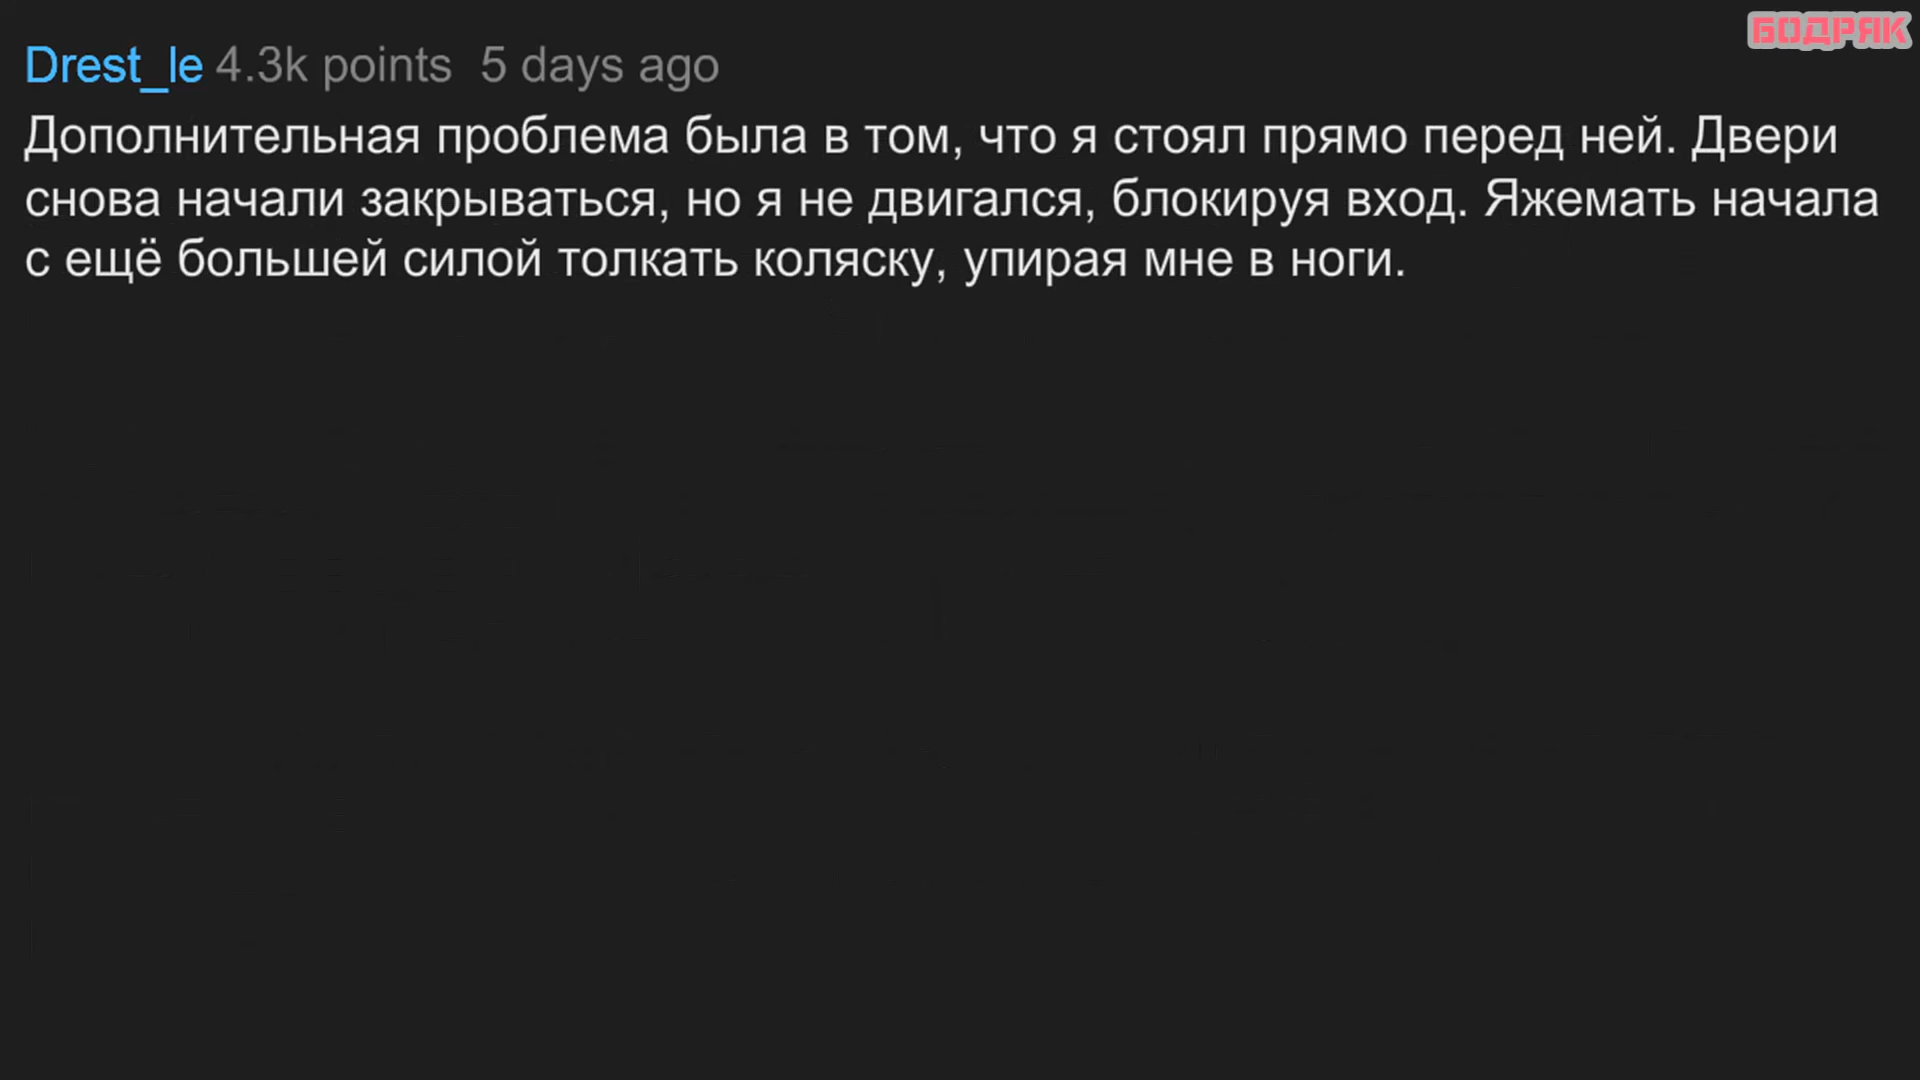 БОДРЯК
Drest_le 4.3k points 5 days ago
Дополнительная проблема была в том, что я стоял прямо перед ней. Двери
снова начали закрываться, но я не двигался, блокируя вход. Яжемать начала
с ещё большей силой толкать коляску, упирая мне в ноги.